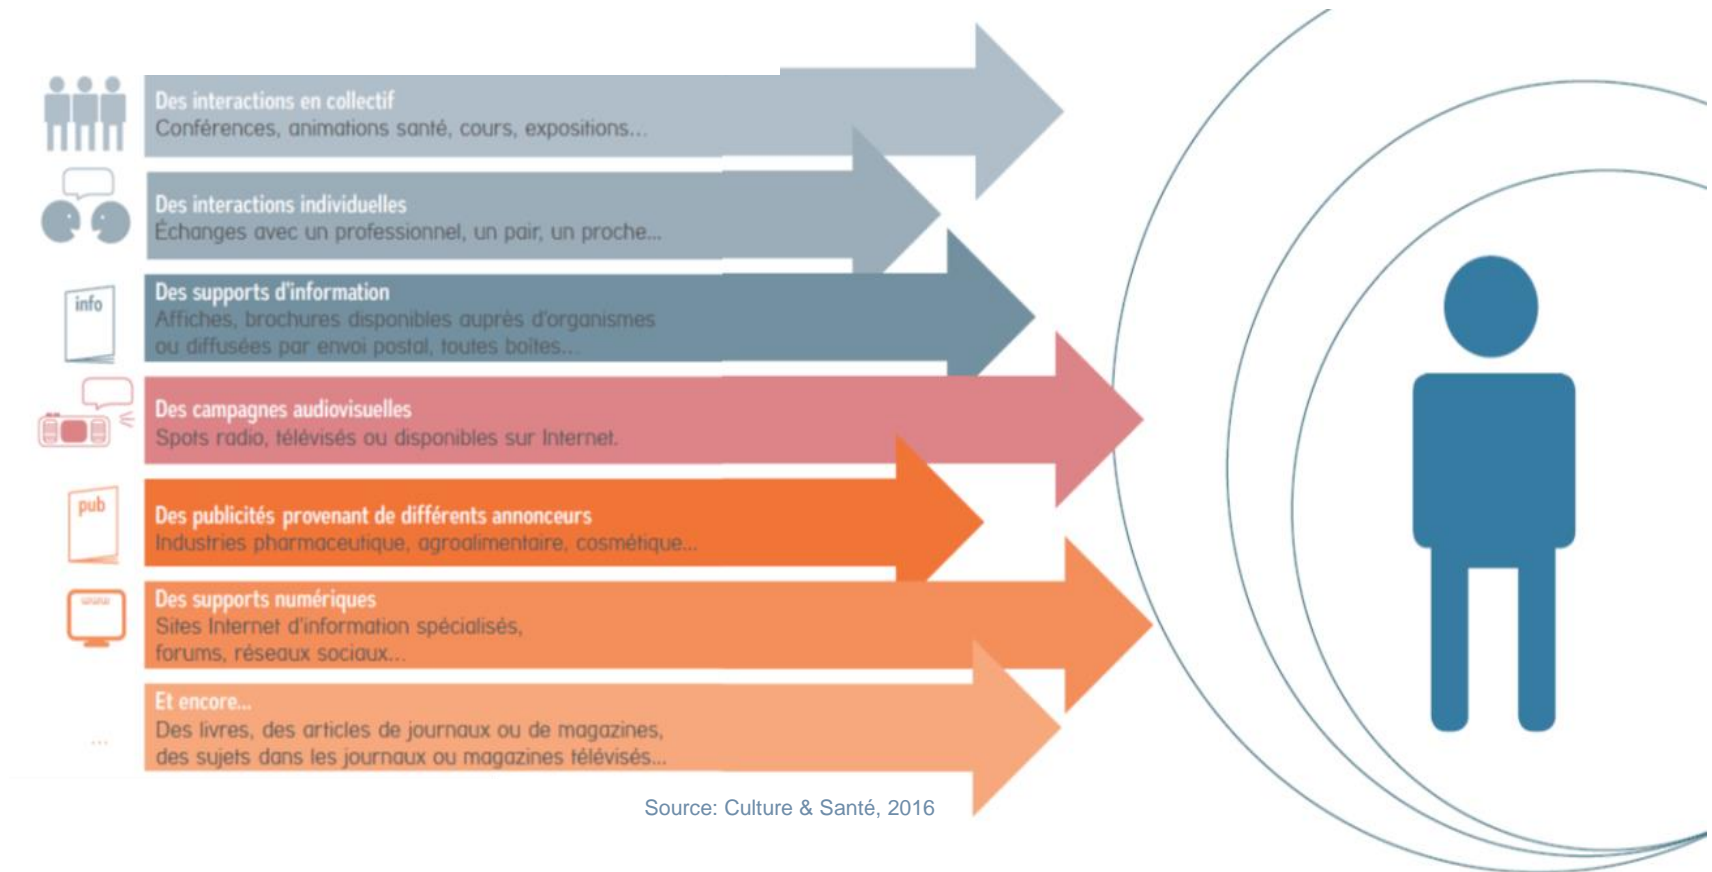 Des interactions en collectif
Conférences, animations santé, cours, expositions...
Des interactions individuelles
Échanges avec un professionnel, un pair, un proche...
info
Des supports d'information
Affiches, brochures disponibles auprès d'organismes
ou diffusées par envoi postal, toutes boîtes...
Des campagnes audiovisuelles
Spots radio, télévisés ou disponibles sur Internet.
pub
Des publicités provenant de différents annonceurs
Industries pharmaceutique, agroalimentaire, cosmétique...
www
Des supports numériques
Sites Internet d'information spécialisés,
forums, réseaux sociaux...
Et encore...
...
Des livres, des articles de journaux ou de magazines,
des sujets dans les journaux ou magazines télévisés...
Source: Culture & Santé, 2016